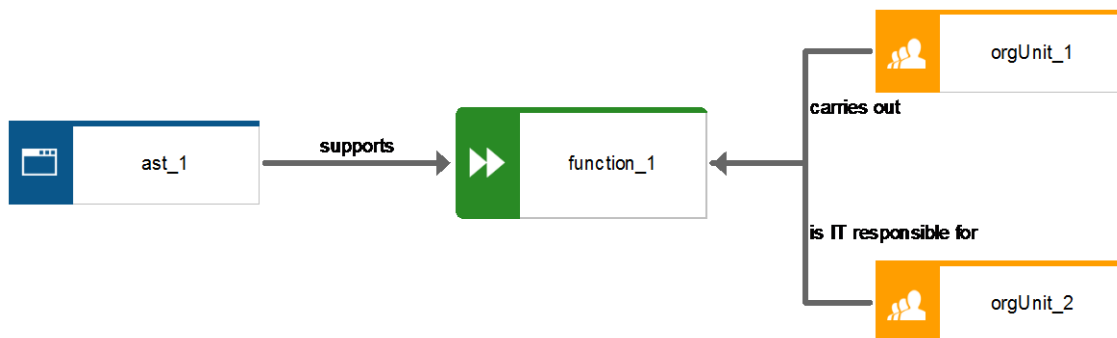 orgUnit_1
carries out
supports
ast_1
function_1
is IT responsible for
orgUnit_2